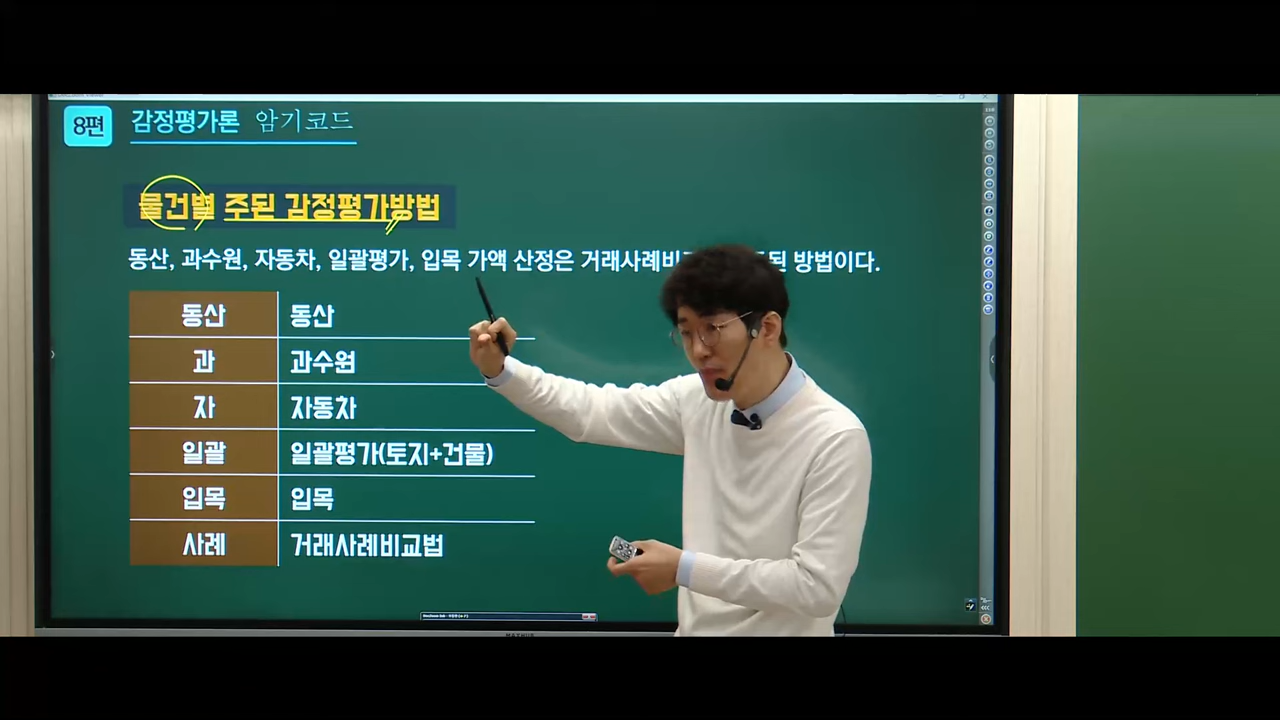 8편 감정평가론 암기코드
물건별 주된 감정평가방법
동산, 과수원, 자동차, 일괄평가, 입목 가액 산정은 거래사례비 된 방법이다.
동산 동산
과 과수원
자 자동차
일괄 일괄평가(토지+건물)
입목 입목
사례 거래사례비교법